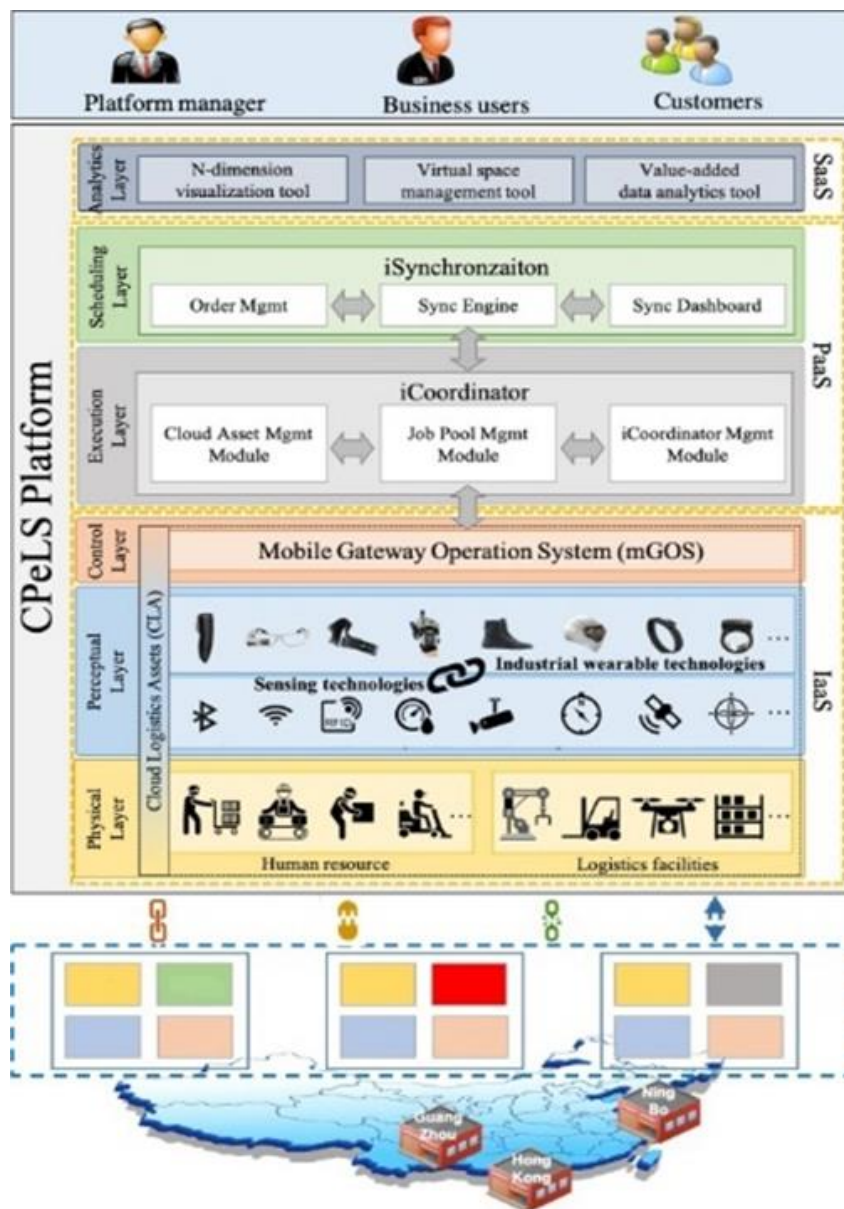 Platform manager
Business users
Customers
CPeLS Platform
Analytics
Layer
N-dimension
visualization tool
Virtual space
management tool
Value-added
data analytics tool
SaaS
Scheduling
Layer
iSynchronzaiton
Order Mgmt
Sync Engine
Sync Dashboard
PaaS
Execution
Layer
iCoordinator
Cloud Asset Mgmt
Module
Job Pool Mgmt
Module
iCoordinator Mgmt
Module
Control
Layer
Cloud Logistics Assets (CLA)
Mobile Gateway Operation System (mGOS)
IaaS
Perceptual
Layer
...
Industrial wearable technologies
Sensing technologies
RFID
N
...
Physical
Layer
...
...
Human resource
Logistics facilities
Guang
Zhou
Hong
Kong
Ning
Bo